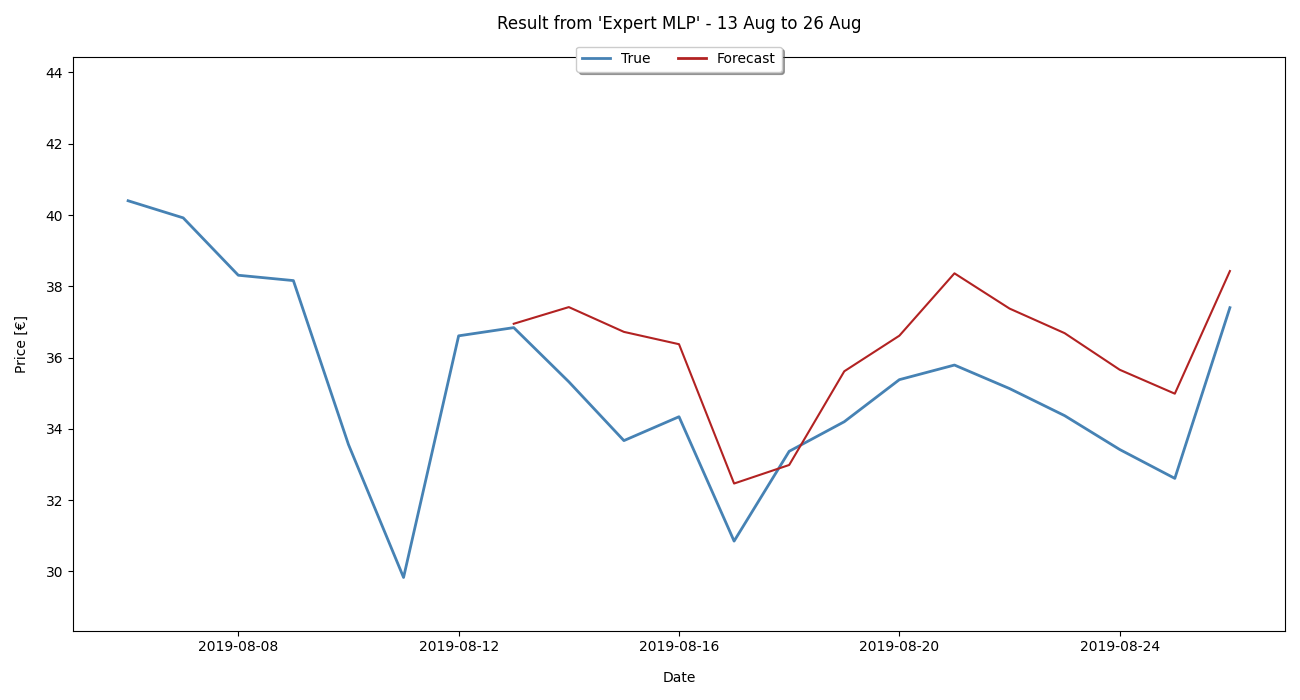 Result from 'Expert MLP' - 13 Aug to 26 Aug
True Forecast
Price [€]
44
42
40
38
36
34
32
30
2019-08-08 2019-08-12 2019-08-16 2019-08-20 2019-08-24
Date